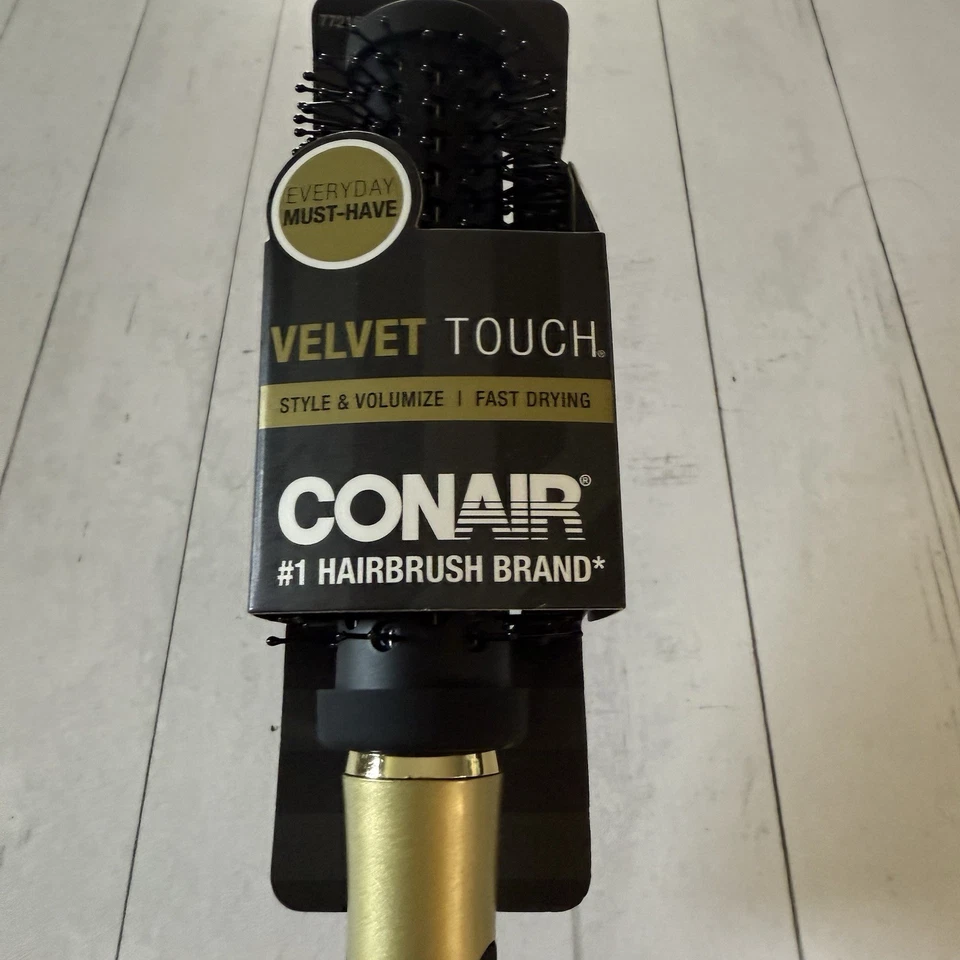 EVERYDAY
MUST-HAVE
VELVET TOUCH®
STYLE & VOLUMIZE | FAST DRYING
CONAIR®
#1 HAIRBRUSH BRAND*